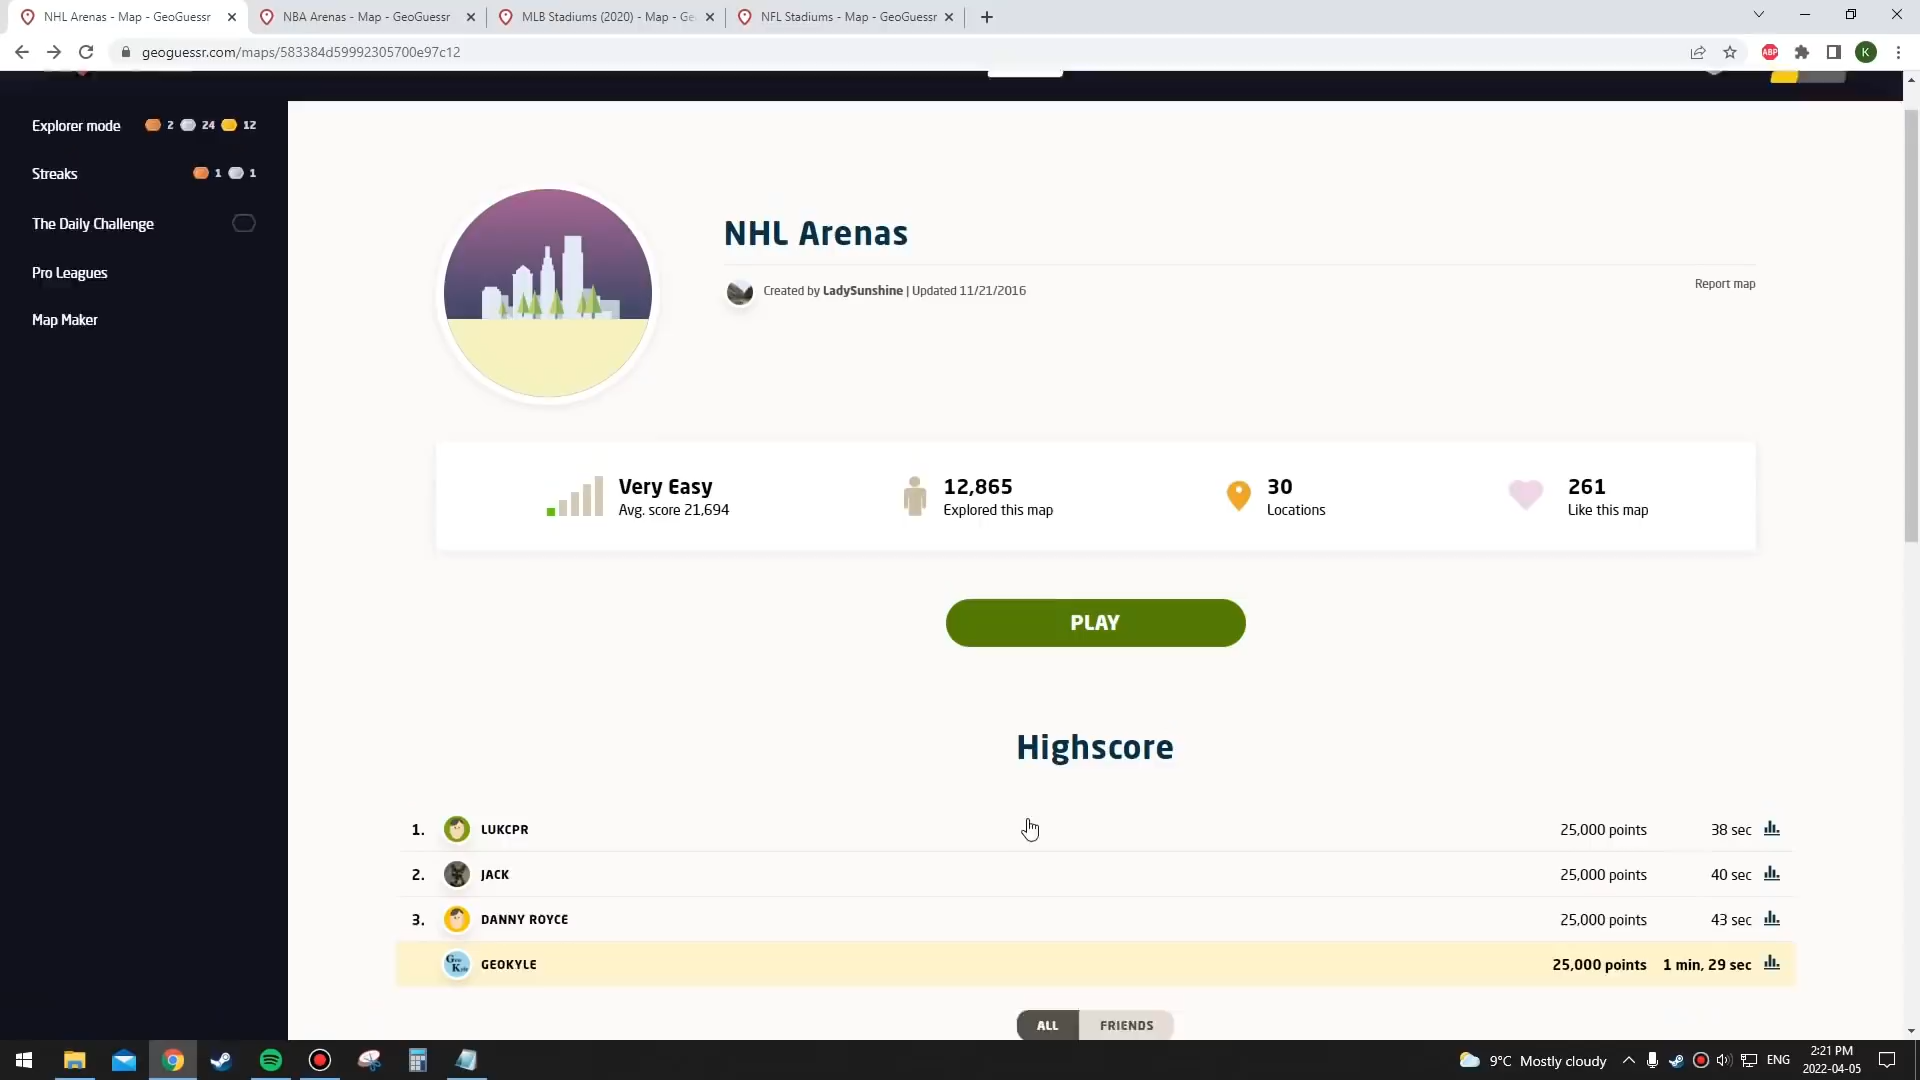 NHL Arenas - Map - GeoGuessr
NBA Arenas - Map - GeoGuessr
MLB Stadiums (2020) - Map - Ge
NFL Stadiums - Map - GeoGuessr
geoguessr.com/maps/583384d59992305700e97c12
ABP
K
Explorer mode 2 24 12
Streaks 1 1
The Daily Challenge
Pro Leagues
Map Maker
NHL Arenas
Created by LadySunshine | Updated 11/21/2016
Report map
Very Easy
Avg. score 21,694
12,865
Explored this map
30
Locations
261
Like this map
PLAY
Highscore
1. LUKCPR 25,000 points 38 sec
2. JACK 25,000 points 40 sec
3. DANNY ROYCE 25,000 points 43 sec
Geo Kyle GEOKYLE 25,000 points 1 min, 29 sec
ALL FRIENDS
9°C Mostly cloudy
ENG
2:21 PM
2022-04-05